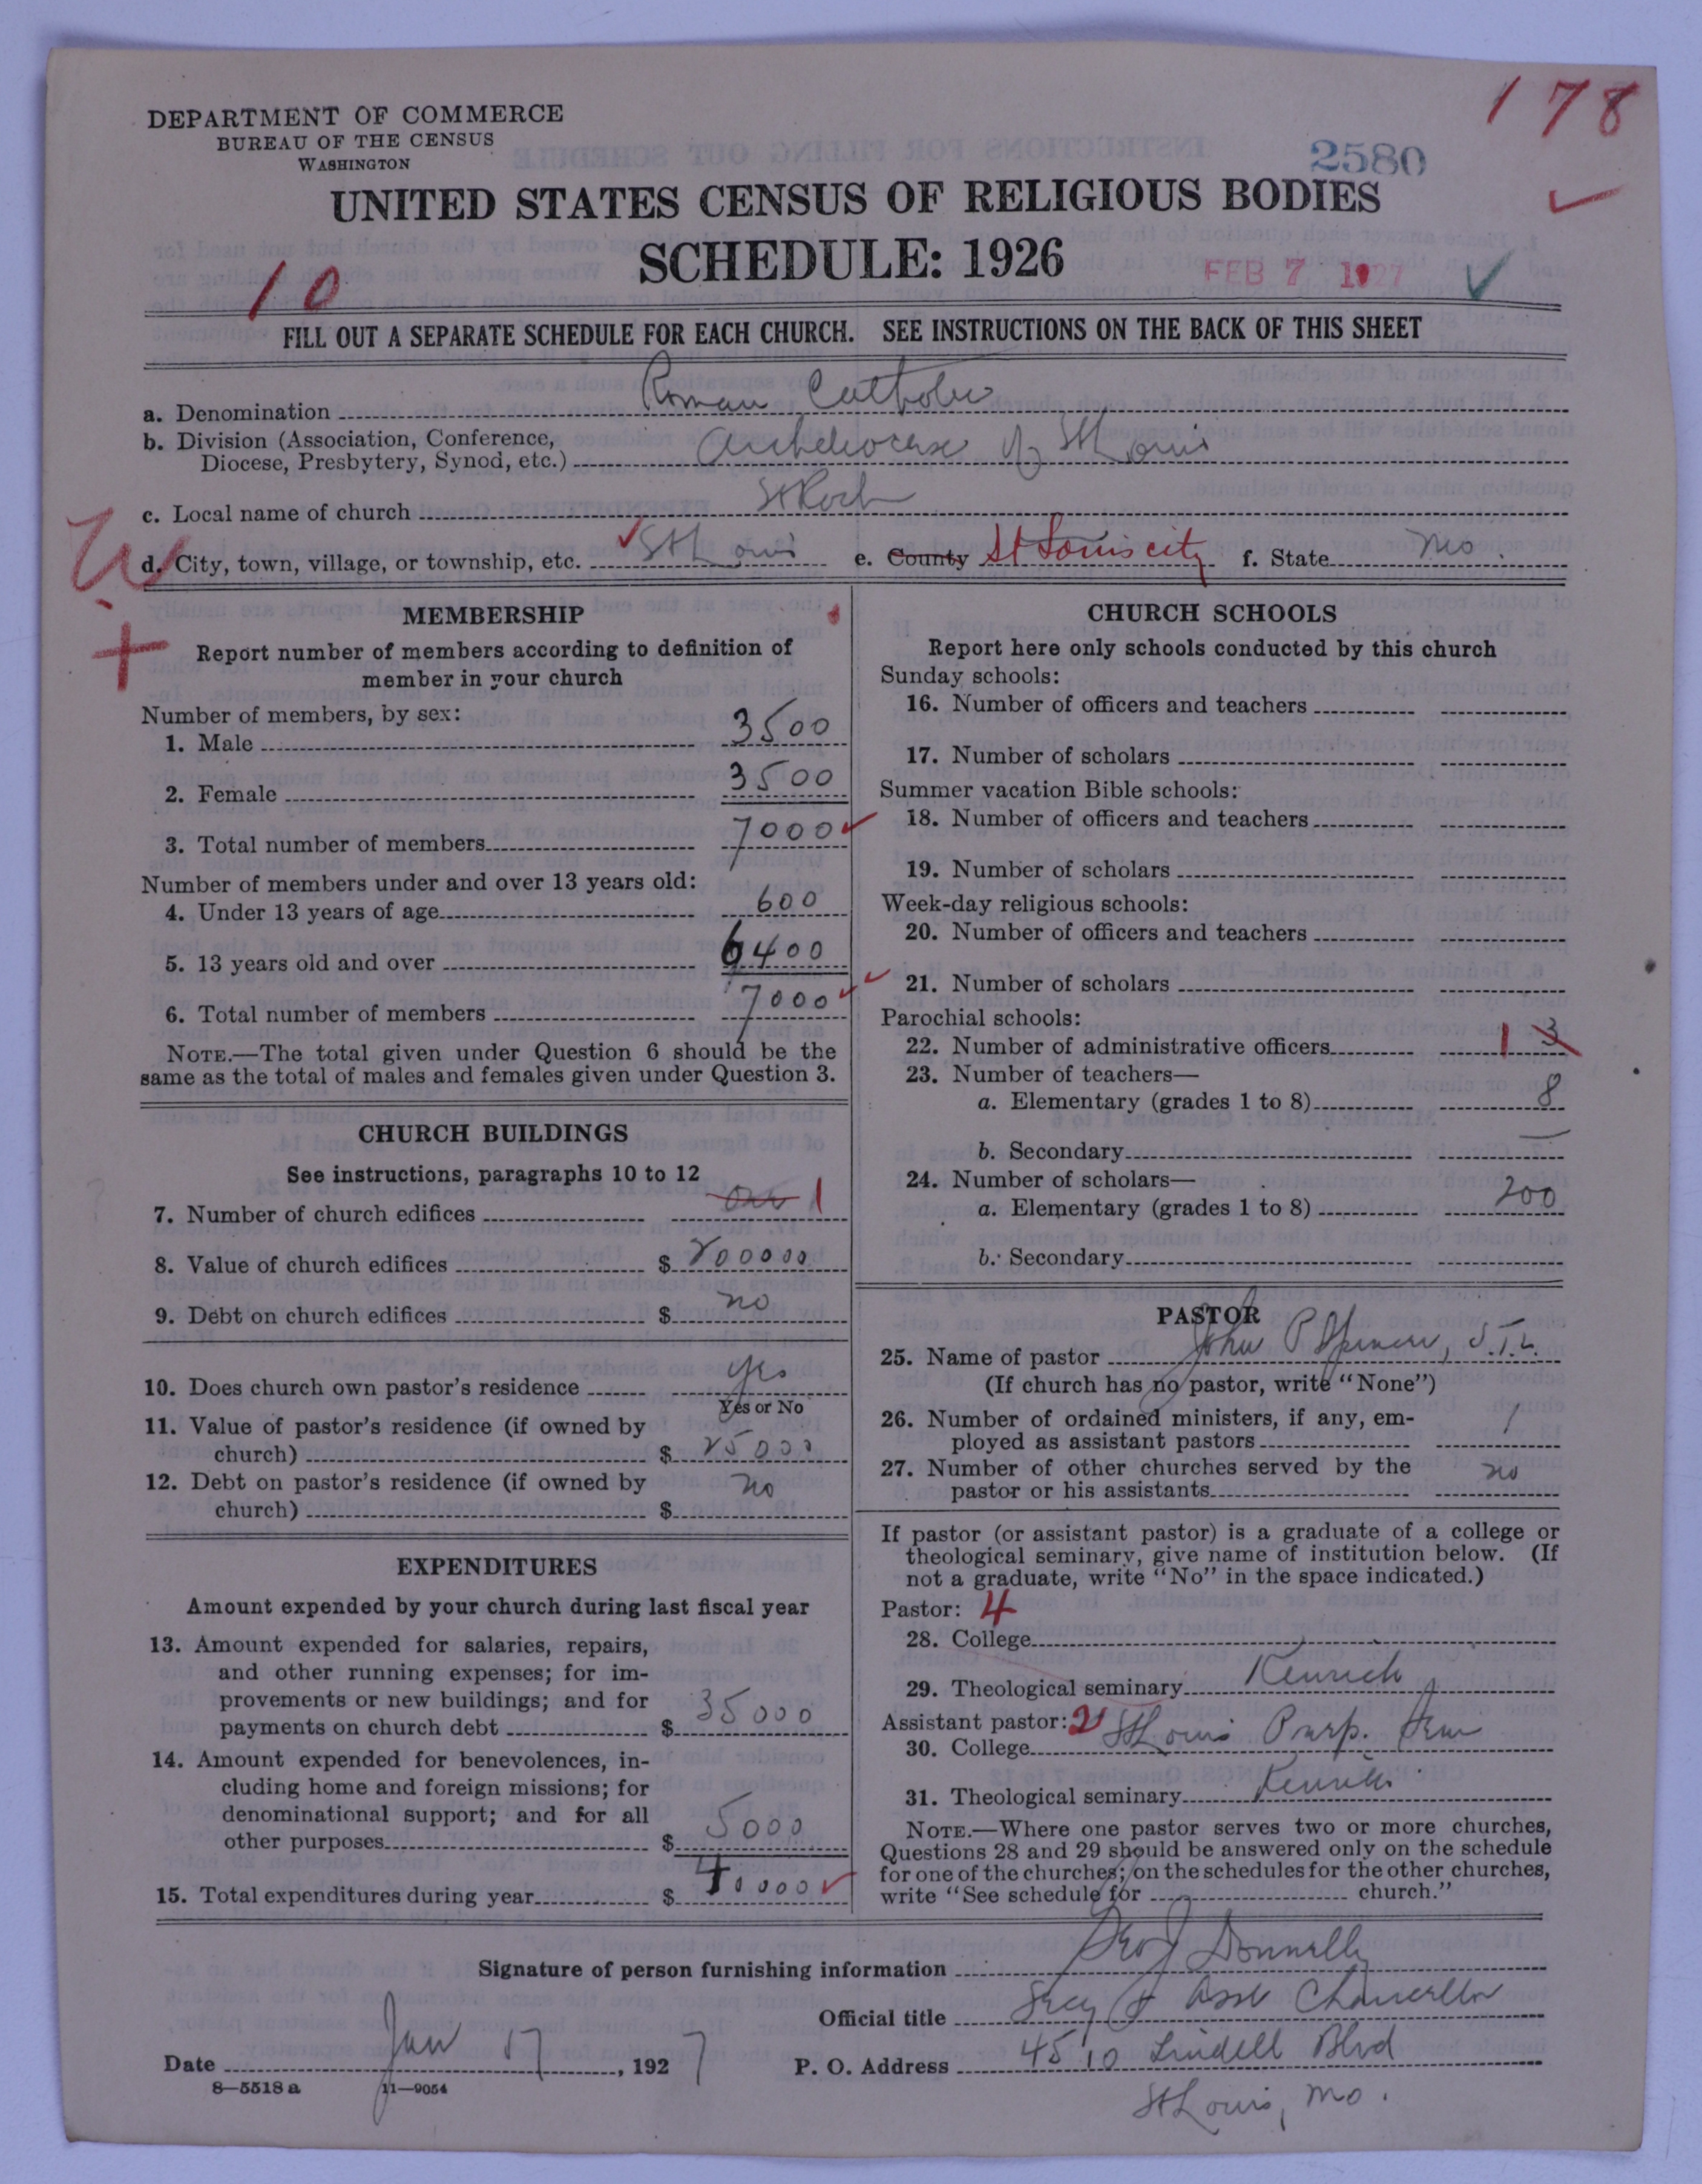 178
DEPARTMENT OF COMMERCE
BUREAU OF THE CENSUS
WASHINGTON
2580
UNITED STATES CENSUS OF RELIGIOUS BODIES
SCHEDULE: 1926
FEB 7 1927
10
FILL OUT A SEPARATE SCHEDULE FOR EACH CHURCH. SEE INSTRUCTIONS ON THE BACK OF THIS SHEET
a. Denomination Roman Catholic
b. Division (Association, Conference,
Diocese, Presbytery, Synod, etc.) Archdiocese of St Louis
c. Local name of church St Roch
d. City, town, village, or township, etc. St Louis e. County St Louis city f. State Mo.
MEMBERSHIP
Report number of members according to definition of
member in your church
Number of members, by sex:
1. Male 3500
2. Female 3500
3. Total number of members 7000
Number of members under and over 13 years old:
4. Under 13 years of age 600
5. 13 years old and over 6400
6. Total number of members 7000
NOTE.—The total given under Question 6 should be the
same as the total of males and females given under Question 3.
CHURCH BUILDINGS
See instructions, paragraphs 10 to 12
7. Number of church edifices one 1
8. Value of church edifices $ 200000
9. Debt on church edifices $ no
10. Does church own pastor's residence yes
Yes or No
11. Value of pastor's residence (if owned by
church) $ 25000
12. Debt on pastor's residence (if owned by
church) $ no
EXPENDITURES
Amount expended by your church during last fiscal year
13. Amount expended for salaries, repairs,
and other running expenses; for im-
provements or new buildings; and for
payments on church debt $ 35000
14. Amount expended for benevolences, in-
cluding home and foreign missions; for
denominational support; and for all
other purposes $ 5000
15. Total expenditures during year $ 40000
CHURCH SCHOOLS
Report here only schools conducted by this church
Sunday schools:
16. Number of officers and teachers
17. Number of scholars
Summer vacation Bible schools:
18. Number of officers and teachers
19. Number of scholars
Week-day religious schools:
20. Number of officers and teachers
21. Number of scholars
Parochial schools:
22. Number of administrative officers 1 3
23. Number of teachers—
a. Elementary (grades 1 to 8) 8
b. Secondary —
24. Number of scholars—
a. Elementary (grades 1 to 8) 200
b. Secondary
PASTOR
25. Name of pastor John P Spencer, S.T.L.
(If church has no pastor, write "None")
26. Number of ordained ministers, if any, em-
ployed as assistant pastors 1
27. Number of other churches served by the
pastor or his assistants no
If pastor (or assistant pastor) is a graduate of a college or
theological seminary, give name of institution below. (If
not a graduate, write "No" in the space indicated.)
Pastor: 4
28. College
29. Theological seminary Kenrick
Assistant pastor: 2
30. College St Louis Prep. Sem
31. Theological seminary Kenrick
NOTE.—Where one pastor serves two or more churches,
Questions 28 and 29 should be answered only on the schedule
for one of the churches; on the schedules for the other churches,
write "See schedule for church."
Signature of person furnishing information Geo J Donnelly
Official title Secy & Asst Chancellor
Date Jan 17, 1927 P. O. Address 4510 Lindell Blvd
8—5518 a 11—9054
St Louis, Mo.